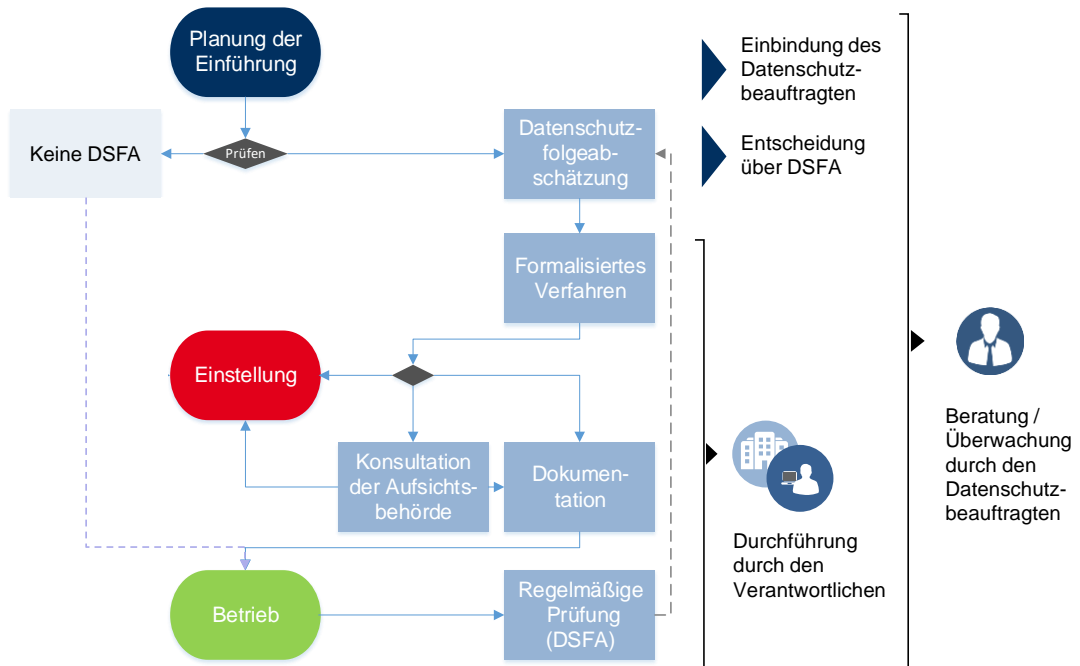 Planung der
Einführung
Einbindung des
Datenschutz-
beauftragten
Keine DSFA
Prüfen
Datenschutz-
folgeab-
schätzung
Entscheidung
über DSFA
Formalisiertes
Verfahren
Einstellung
Konsultation
der Aufsichts-
behörde
Dokumen-
tation
Beratung /
Überwachung
durch den
Datenschutz-
beauftragten
Durchführung
durch den
Verantwortlichen
Betrieb
Regelmäßige
Prüfung
(DSFA)